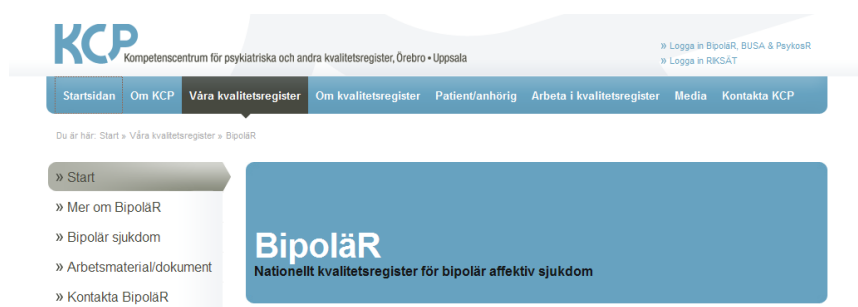 KCP
Kompetenscentrum för psykiatriska och andra kvalitetsregister, Örebro • Uppsala
» Logga in BipoläR, BUSA & PsykosR
» Logga in RIKSÄT
Startsidan Om KCP Våra kvalitetsregister Om kvalitetsregister Patient/anhörig Arbeta i kvalitetsregister Media Kontakta KCP
Du är här: Start » Våra kvalitetsregister » BipoläR
» Start
» Mer om BipoläR
» Bipolär sjukdom
» Arbetsmaterial/dokument
» Kontakta BipoläR
BipoläR
Nationellt kvalitetsregister för bipolär affektiv sjukdom